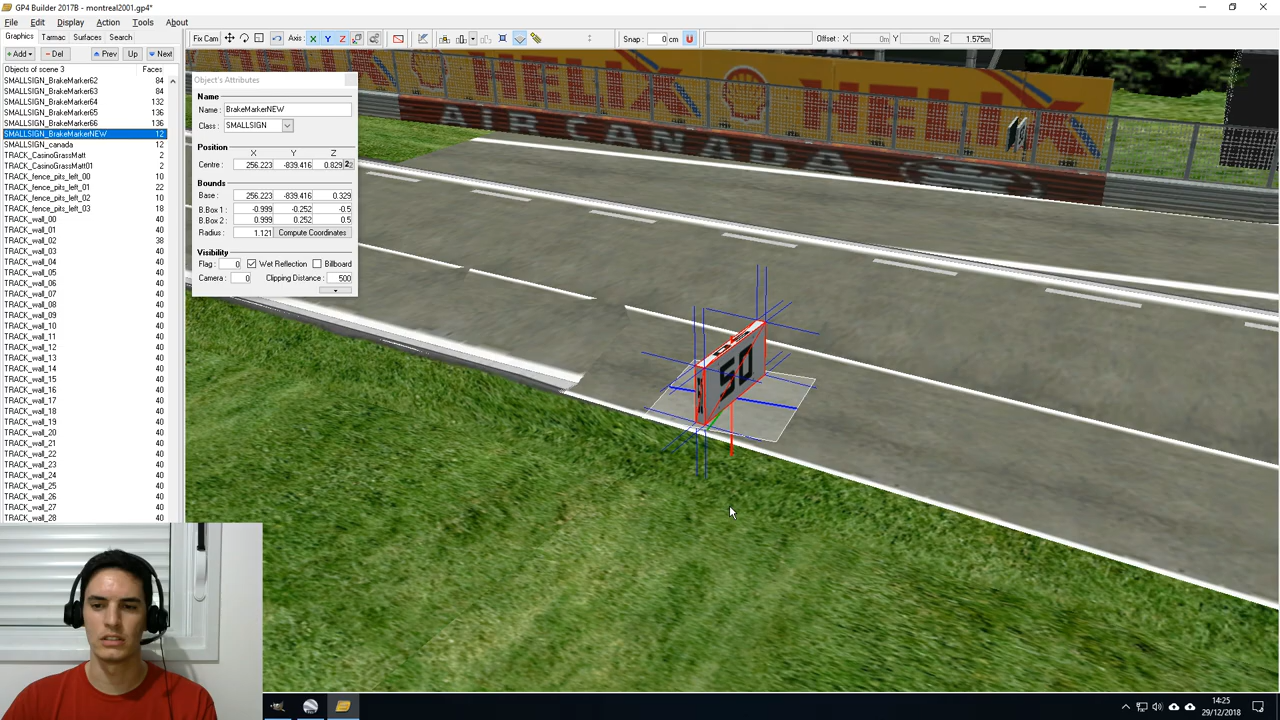 GP4 Builder 2017B - montreal2001.gp4*
File Edit Display Action Tools About
Graphics Tarmac Surfaces Search
Fix Cam Axis: X Y Z Snap : 0 cm Offset : X 0m Y 0m Z 1.575m
+ Add - Del Prev Up Next
Objects of scene 3 Faces
SMALLSIGN_BrakeMarker62 84
SMALLSIGN_BrakeMarker63 84
SMALLSIGN_BrakeMarker64 132
SMALLSIGN_BrakeMarker65 136
SMALLSIGN_BrakeMarker66 136
SMALLSIGN_BrakeMarkerNEW 12
SMALLSIGN_canada 12
TRACK_CasinoGrassMatt 2
TRACK_CasinoGrassMatt01 2
TRACK_fence_pits_left_00 10
TRACK_fence_pits_left_01 22
TRACK_fence_pits_left_02 10
TRACK_fence_pits_left_03 18
TRACK_wall_00 40
TRACK_wall_01 40
TRACK_wall_02 38
TRACK_wall_03 40
TRACK_wall_04 40
TRACK_wall_05 40
TRACK_wall_06 40
TRACK_wall_07 40
TRACK_wall_08 40
TRACK_wall_09 40
TRACK_wall_10 40
TRACK_wall_11 40
TRACK_wall_12 40
TRACK_wall_13 40
TRACK_wall_14 40
TRACK_wall_15 40
TRACK_wall_16 40
TRACK_wall_17 40
TRACK_wall_18 40
TRACK_wall_19 40
TRACK_wall_20 40
TRACK_wall_21 40
TRACK_wall_22 40
TRACK_wall_23 40
TRACK_wall_24 40
TRACK_wall_25 40
TRACK_wall_26 40
TRACK_wall_27 40
TRACK_wall_28 40
Object's Attributes
Name
Name : BrakeMarkerNEW
Class : SMALLSIGN
Position
X Y Z
Centre : 256.223 -839.416 0.829
Bounds
Base : 256.223 -839.416 0.329
B.Box 1 : -0.999 -0.252 -0.5
B.Box 2 : 0.999 0.252 0.5
Radius : 1.121 Compute Coordinates
Visibility
Flag : 0 Wet Reflection Billboard
Camera : 0 Clipping Distance : 500
HELIX HELIX
AIR CANADA
50
14:25
29/12/2018